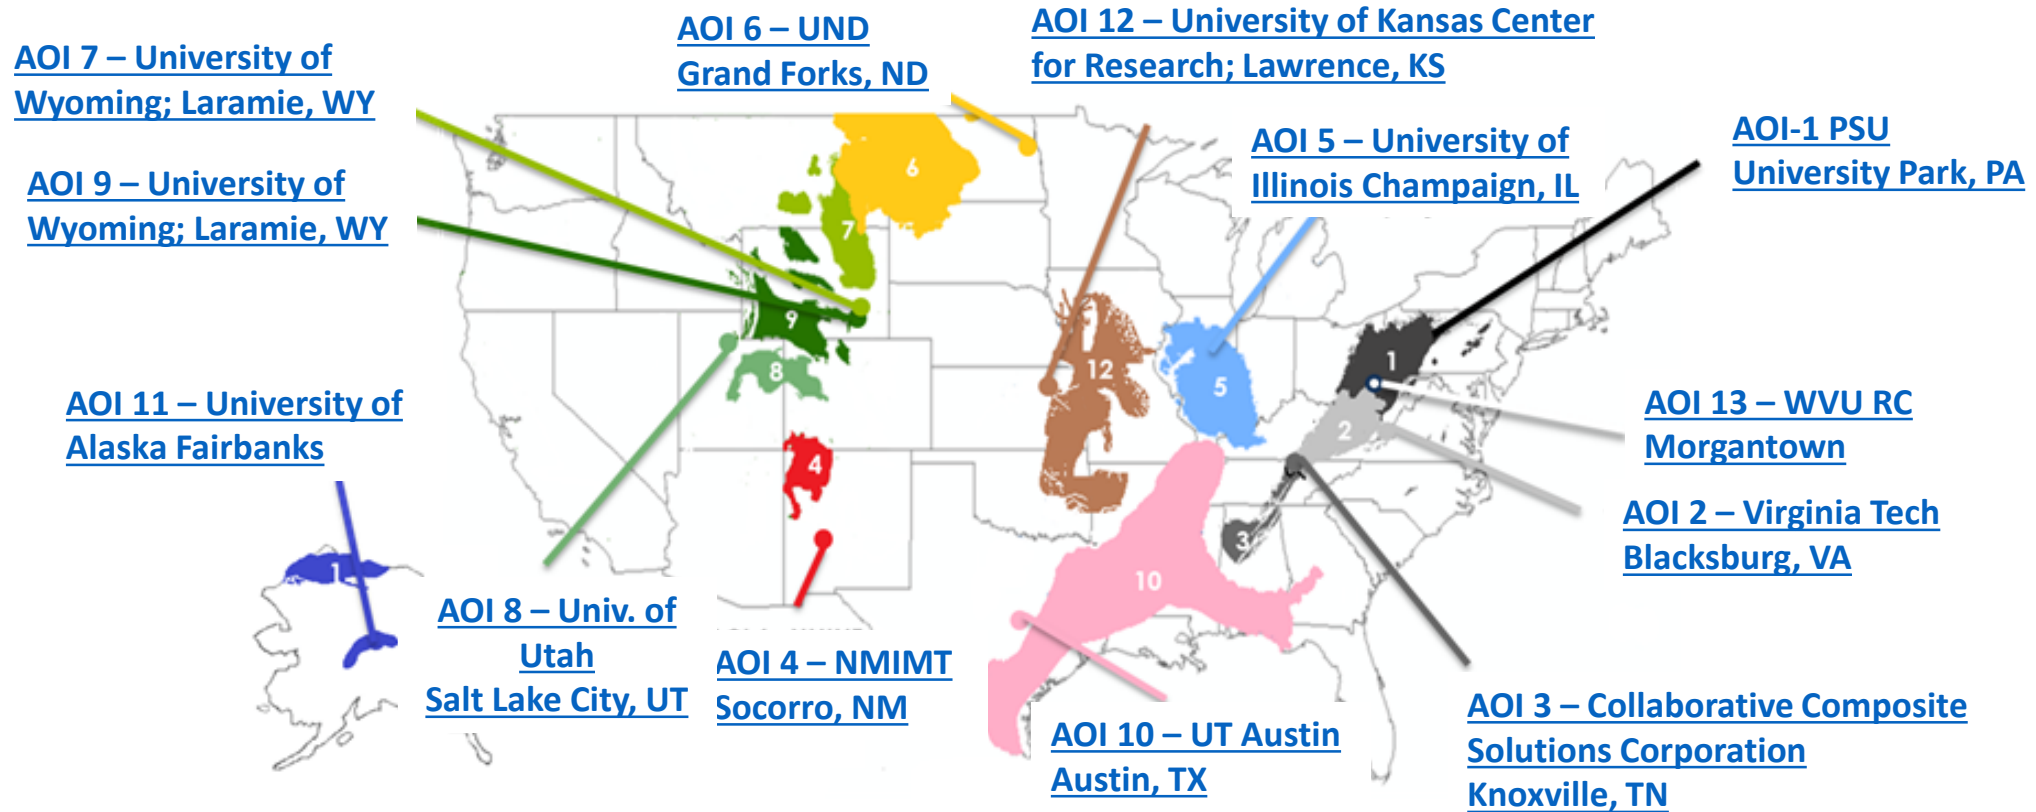 AOI 7 – University of
Wyoming; Laramie, WY
AOI 6 – UND
Grand Forks, ND
AOI 12 – University of Kansas Center
for Research; Lawrence, KS
AOI 9 – University of
Wyoming; Laramie, WY
AOI 5 – University of
Illinois Champaign, IL
AOI-1 PSU
University Park, PA
6
7
9
8
12
5
1
2
4
3
10
1
AOI 11 – University of
Alaska Fairbanks
AOI 13 – WVU RC
Morgantown
AOI 2 – Virginia Tech
Blacksburg, VA
AOI 8 – Univ. of
Utah
Salt Lake City, UT
AOI 4 – NMIMT
Socorro, NM
AOI 10 – UT Austin
Austin, TX
AOI 3 – Collaborative Composite
Solutions Corporation
Knoxville, TN